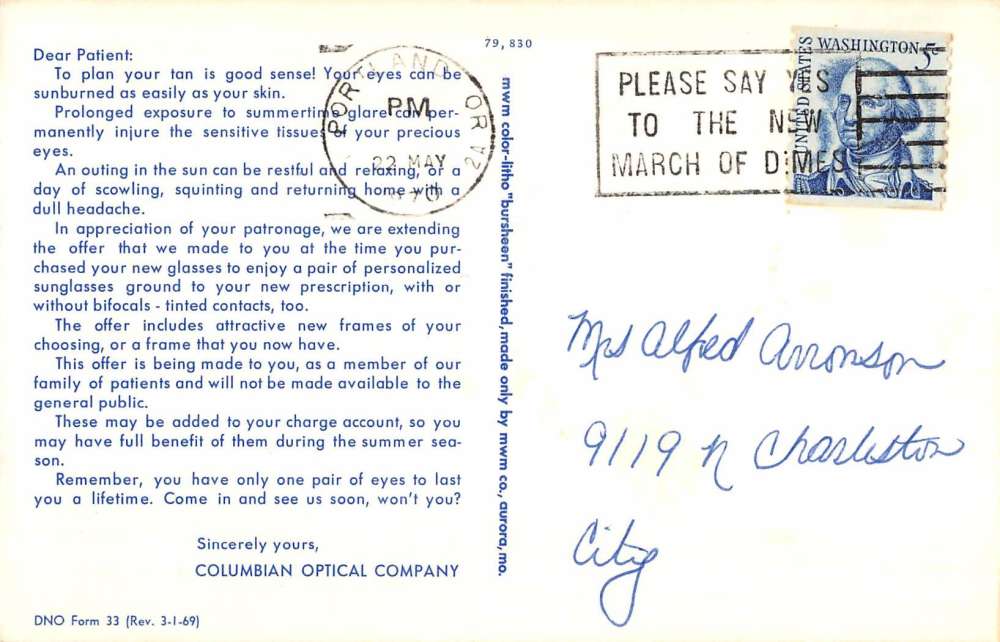 Dear Patient:
To plan your tan is good sense! Your eyes can be
sunburned as easily as your skin.
Prolonged exposure to summertime glare can per-
manently injure the sensitive tissues of your precious
eyes.
An outing in the sun can be restful and relaxing, or a
day of scowling, squinting and returning home with a
dull headache.
In appreciation of your patronage, we are extending
the offer that we made to you at the time you pur-
chased your new glasses to enjoy a pair of personalized
sunglasses ground to your new prescription, with or
without bifocals - tinted contacts, too.
The offer includes attractive new frames of your
choosing, or a frame that you now have.
This offer is being made to you, as a member of our
family of patients and will not be made available to the
general public.
These may be added to your charge account, so you
may have full benefit of them during the summer sea-
son.
Remember, you have only one pair of eyes to last
you a lifetime. Come in and see us soon, won't you?
Sincerely yours,
COLUMBIAN OPTICAL COMPANY
DNO Form 33 (Rev. 3-1-69)
79,830
mwm color-litho "bursheen" finished, made only by mwm co., aurora, mo.
PORTLAND OR 2A
PM
22 MAY
1970
PLEASE SAY YES
TO THE NEW
MARCH OF DIMES
UNITED STATES
WASHINGTON 5c
Mrs Alfred Arronson
9119 N Charleston
City